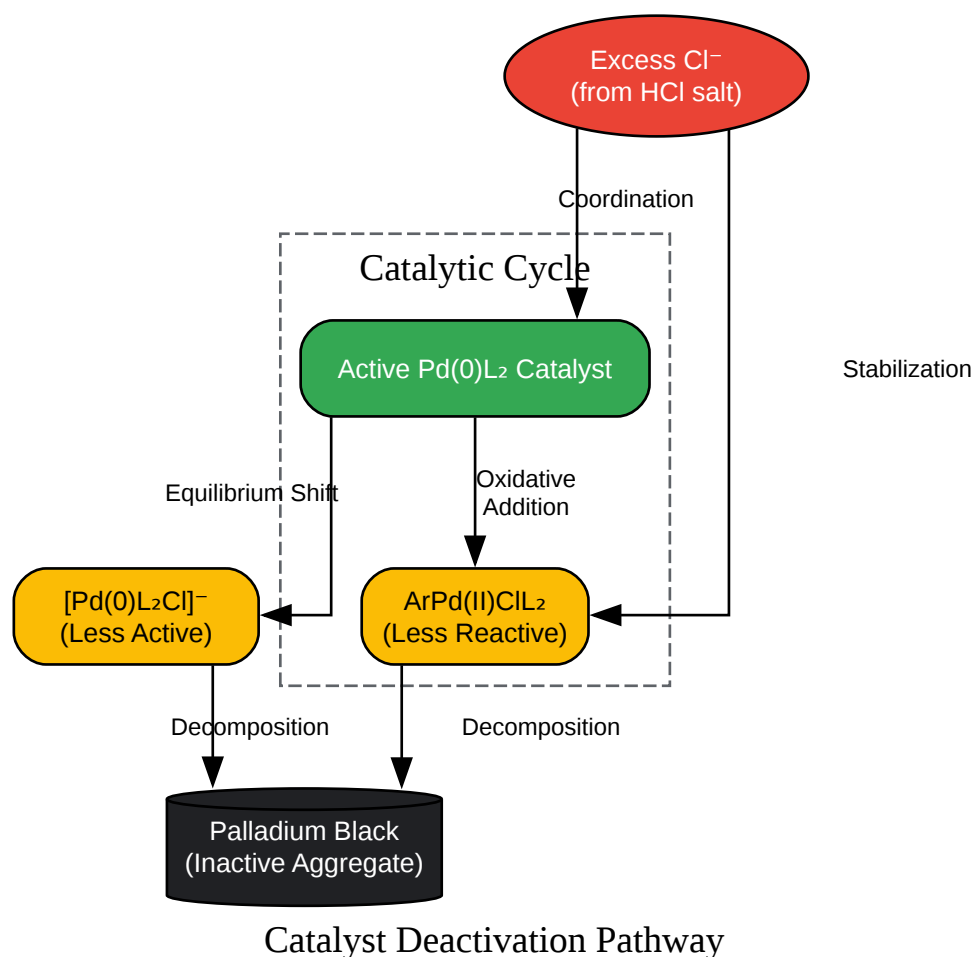 Excess Cl⁻
(from HCl salt)
Coordination
Catalytic Cycle
Active Pd(0)L₂ Catalyst
Stabilization
Equilibrium Shift
Oxidative
Addition
[Pd(0)L₂Cl]⁻
(Less Active)
ArPd(II)ClL₂
(Less Reactive)
Decomposition
Decomposition
Palladium Black
(Inactive Aggregate)
Catalyst Deactivation Pathway